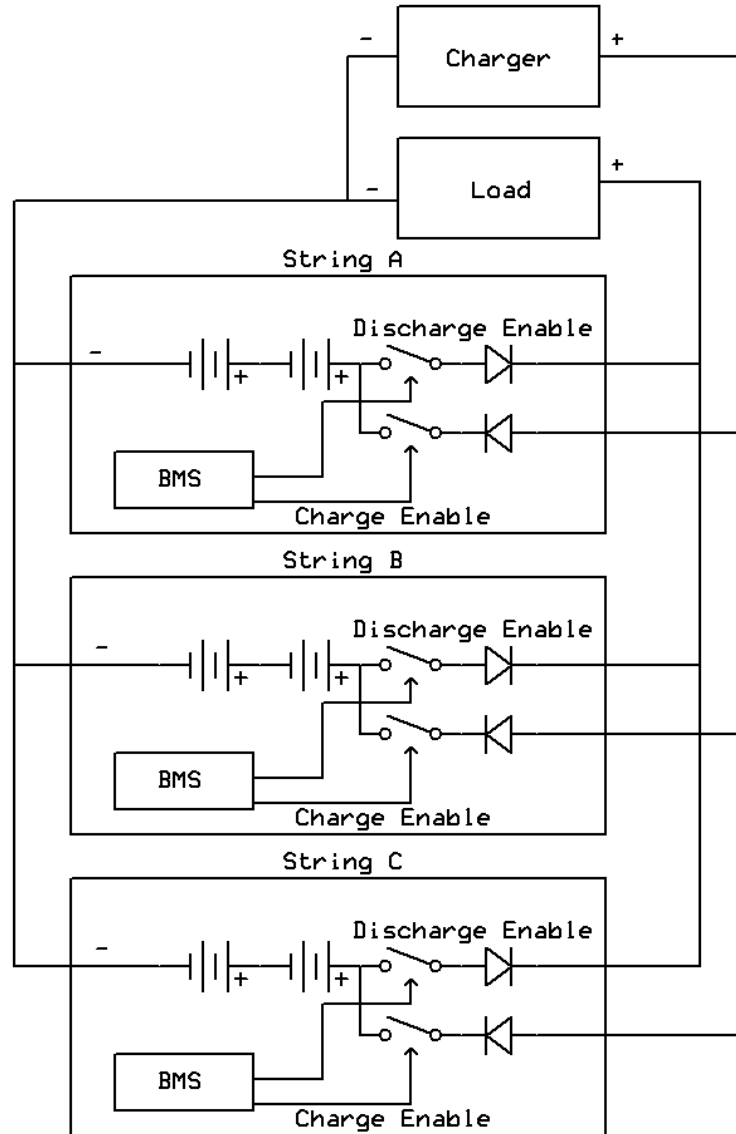 - Charger +
- Load +
String A
Discharge Enable
- + +
BMS
Charge Enable
String B
Discharge Enable
- + +
BMS
Charge Enable
String C
Discharge Enable
- + +
BMS
Charge Enable